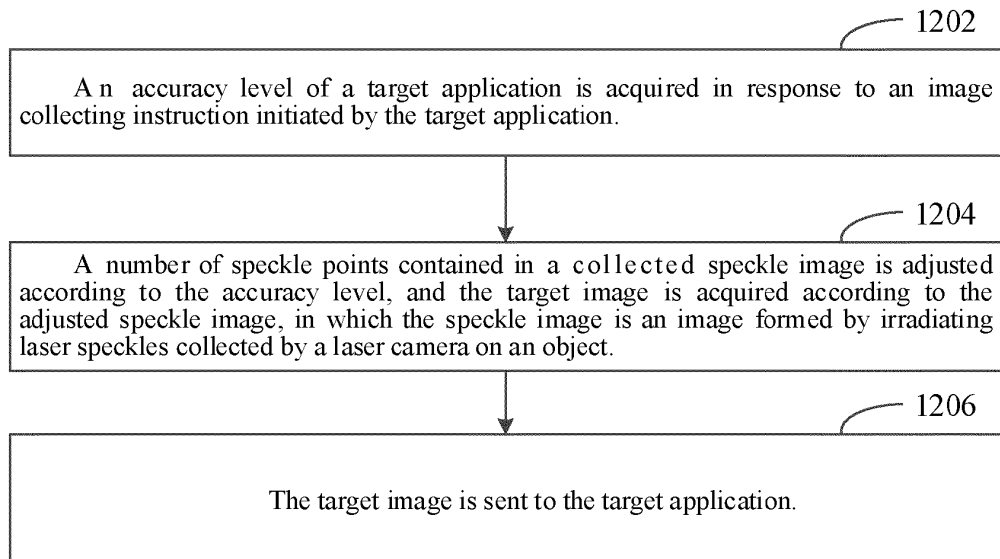 1202
An accuracy level of a target application is acquired in response to an image
collecting instruction initiated by the target application.
1204
A number of speckle points contained in a collected speckle image is adjusted
according to the accuracy level, and the target image is acquired according to the
adjusted speckle image, in which the speckle image is an image formed by irradiating
laser speckles collected by a laser camera on an object.
1206
The target image is sent to the target application.